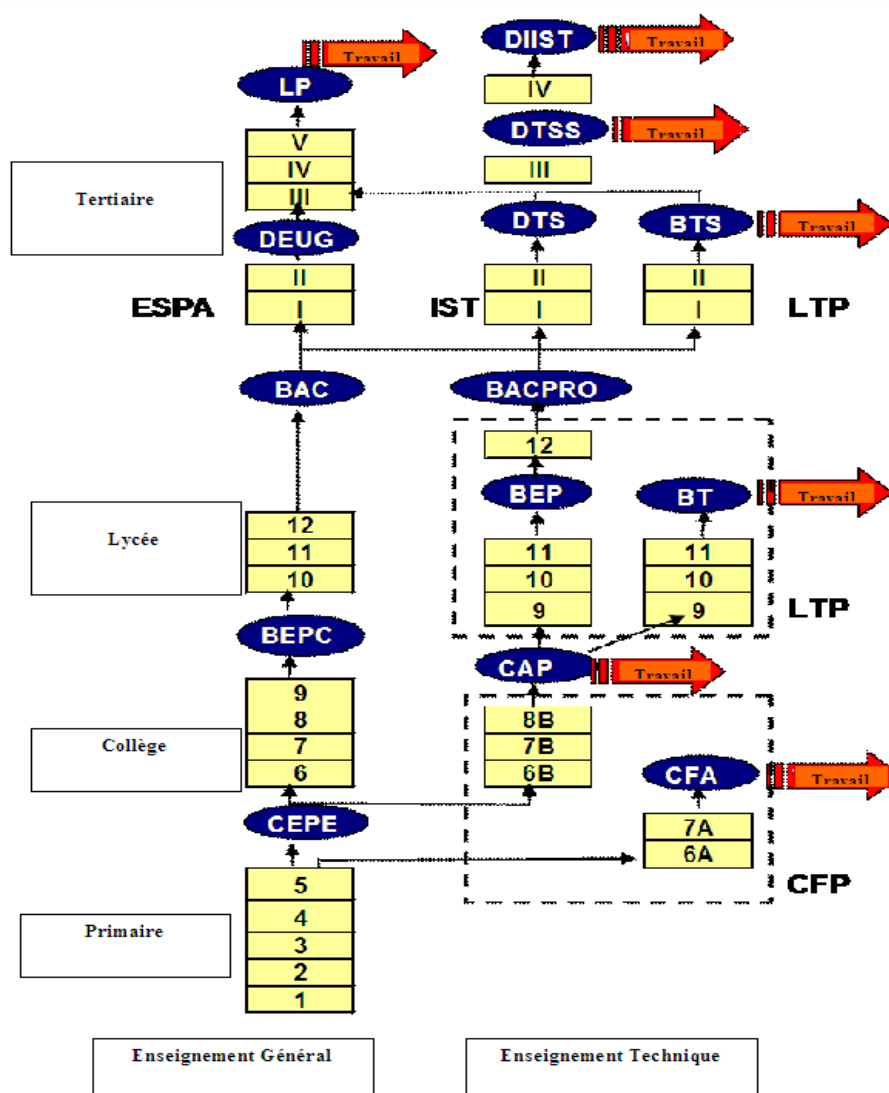 Travail
DIIST
Travail
LP
IV
V
DTSS
Travail
IV
III
III
Tertiaire
DEUG
DTS
BTS
Travail
II
II
II
ESPA
I
IST
I
I
LTP
BAC
BACPRO
12
BEP
BT
Travail
Lycée
12
11
10
11
10
9
11
10
9
LTP
BEPC
CAP
Travail
9
8
7
6
Collège
8B
7B
6B
CFA
Travail
CEPE
7A
6A
CFP
5
4
3
2
1
Primaire
Enseignement Général
Enseignement Technique